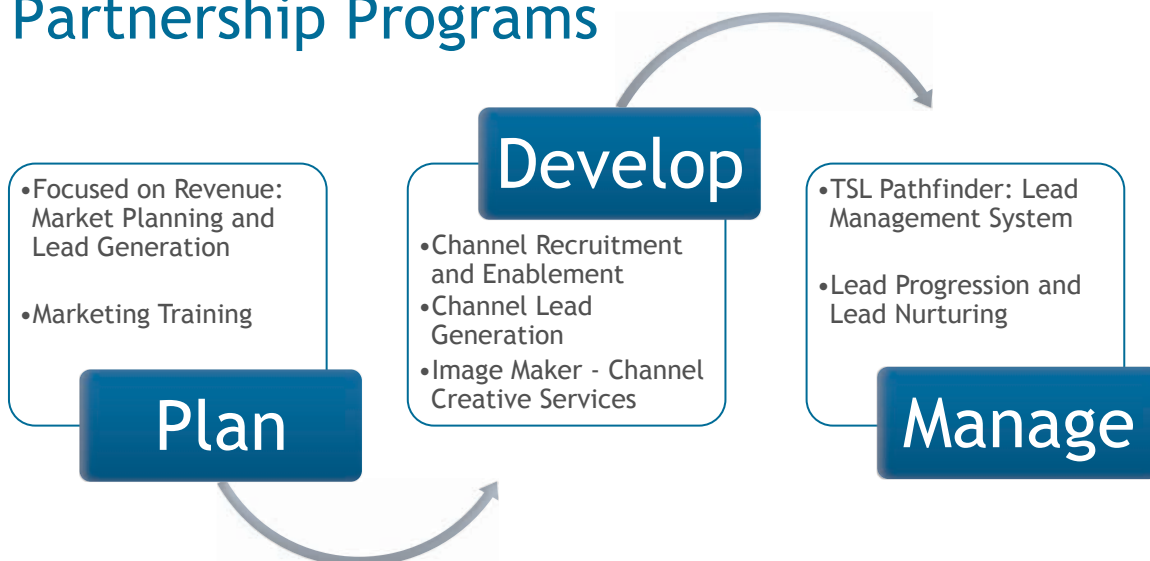 Partnership Programs
•Focused on Revenue:
Market Planning and
Lead Generation
•Marketing Training
Plan
Develop
•Channel Recruitment
and Enablement
•Channel Lead
Generation
•Image Maker - Channel
Creative Services
•TSL Pathfinder: Lead
Management System
•Lead Progression and
Lead Nurturing
Manage